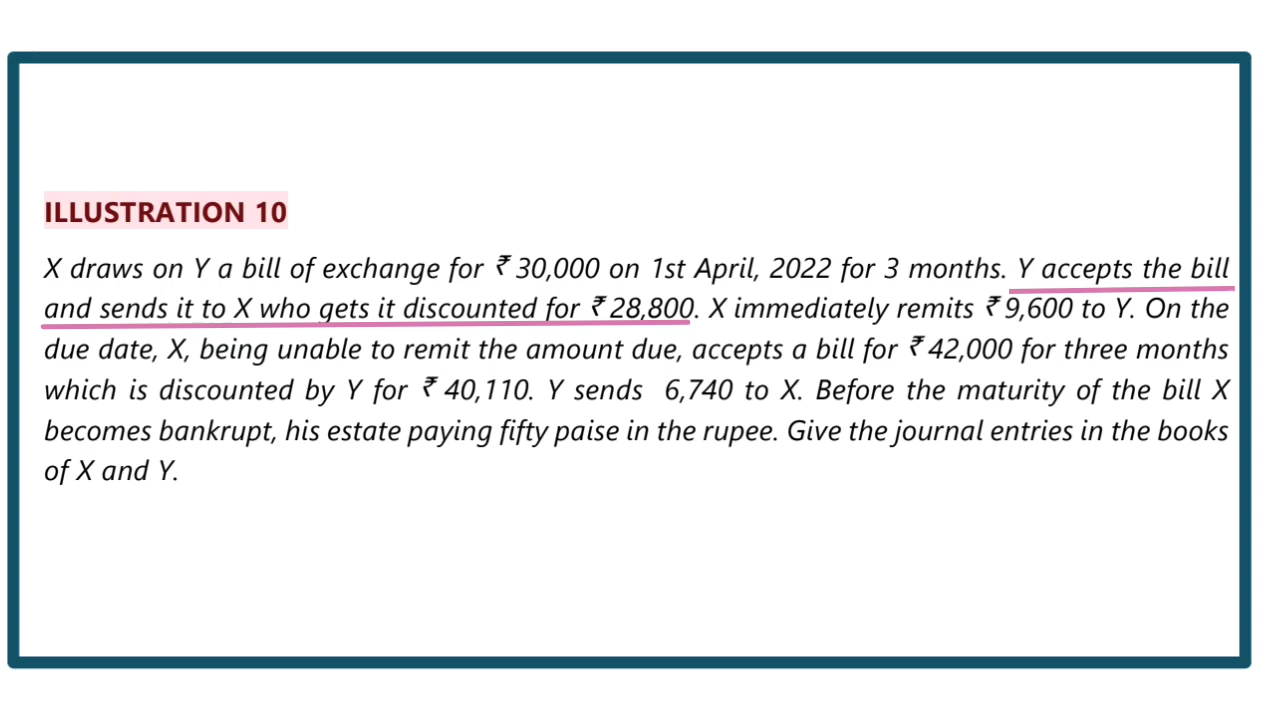 ILLUSTRATION 10
X draws on Y a bill of exchange for ₹ 30,000 on 1st April, 2022 for 3 months. Y accepts the bill
and sends it to X who gets it discounted for ₹ 28,800. X immediately remits ₹ 9,600 to Y. On the
due date, X, being unable to remit the amount due, accepts a bill for ₹ 42,000 for three months
which is discounted by Y for ₹ 40,110. Y sends 6,740 to X. Before the maturity of the bill X
becomes bankrupt, his estate paying fifty paise in the rupee. Give the journal entries in the books
of X and Y.